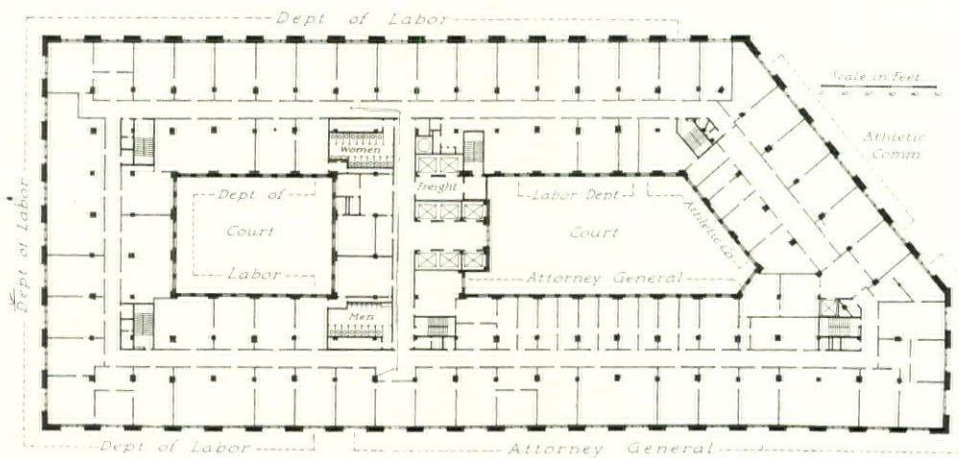 Dept of Labor
Scale in Feet
Athletic
Comm.
Women
Freight
Dept of
Labor Dept
Athletic Co.
Dept of Labor
Court
Court
Labor
Attorney General
Men
Dept of Labor
Attorney General